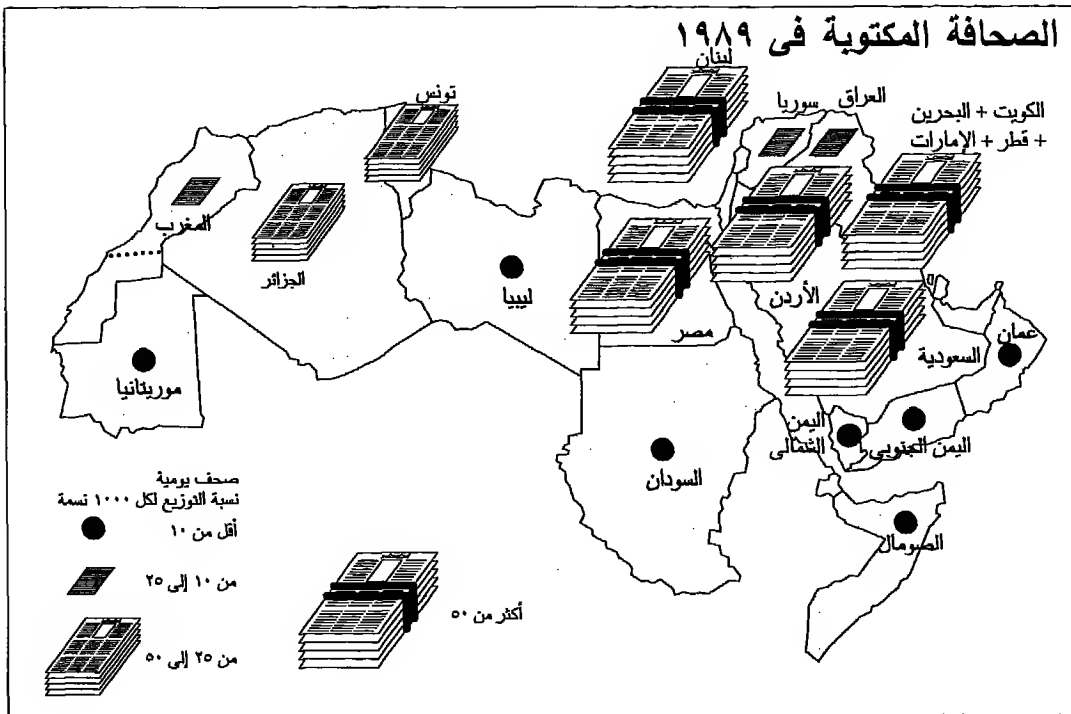 الصحافة المكتوبة فى ١٩٨٩
لبنان
تونس
سوريا
العراق
الكويت + البحرين
+ قطر + الإمارات
المغرب
الجزائر
ليبيا
مصر
الأردن
السعودية
عمان
موريتانيا
السودان
اليمن
الشمالى
اليمن الجنوبى
الصومال
صحف يومية
نسبة التوزيع لكل ١٠٠٠ نسمة
أقل من ١٠
من ١٠ إلى ٢٥
من ٢٥ إلى ٥٠
أكثر من ٥٠